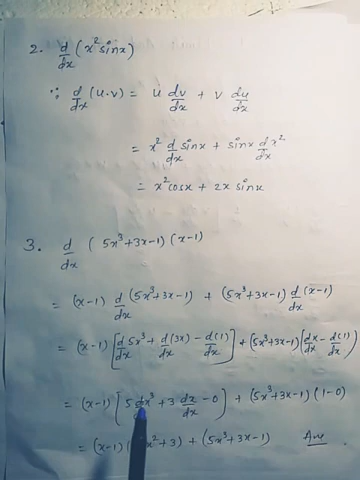 2. d/dx (x² sinx)
∵ d/dx (u.v) = u dv/dx + v du/dx
= x² d/dx sinx + sinx d/dx x²
= x² cosx + 2x sinx
3. d/dx (5x³+3x-1) (x-1)
= (x-1) d/dx (5x³+3x-1) + (5x³+3x-1) d/dx (x-1)
= (x-1) [d/dx 5x³ + d/dx (3x) - d(1)/dx] + (5x³+3x-1) [dx/dx - d(1)/dx]
= (x-1) [5 dx³ + 3 dx/dx - 0] + (5x³+3x-1) (1-0)
= (x-1) ( x²+3) + (5x³+3x-1) Ans